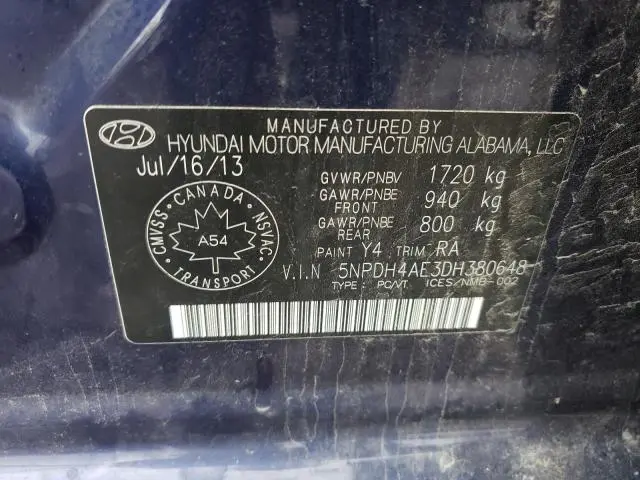 MANUFACTURED BY
HYUNDAI MOTOR MANUFACTURING ALABAMA, LLC
Jul/16/13
GVWR/PNBV 1720 kg
GAWR/PNBE FRONT 940 kg
GAWR/PNBE REAR 800 kg
PAINT Y4 TRIM RA
V.I.N 5NPDH4AE3DH380648
TYPE: PC/VT ICES/NMB-002
CANADA
CMVSS NSVAC
A54
TRANSPORT